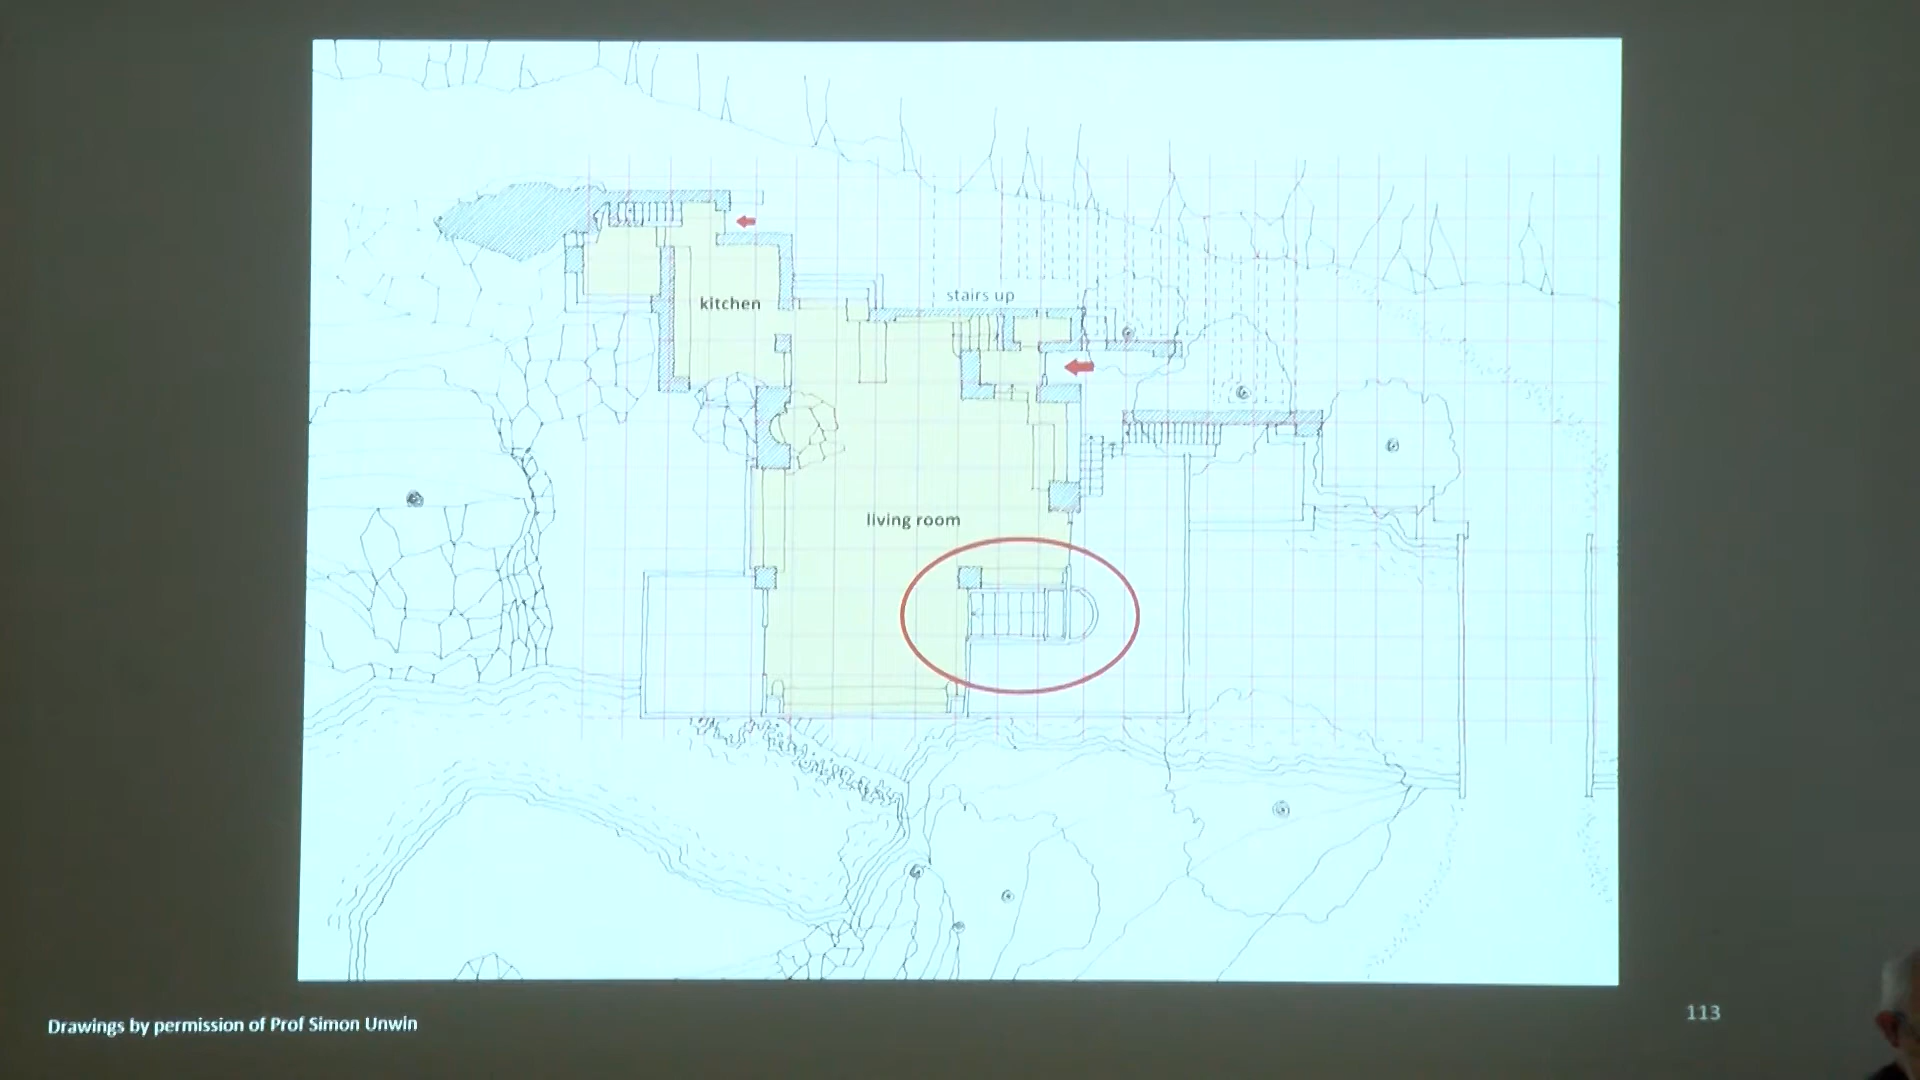 stairs up
kitchen
living room
Drawings by permission of Prof Simon Unwin
113